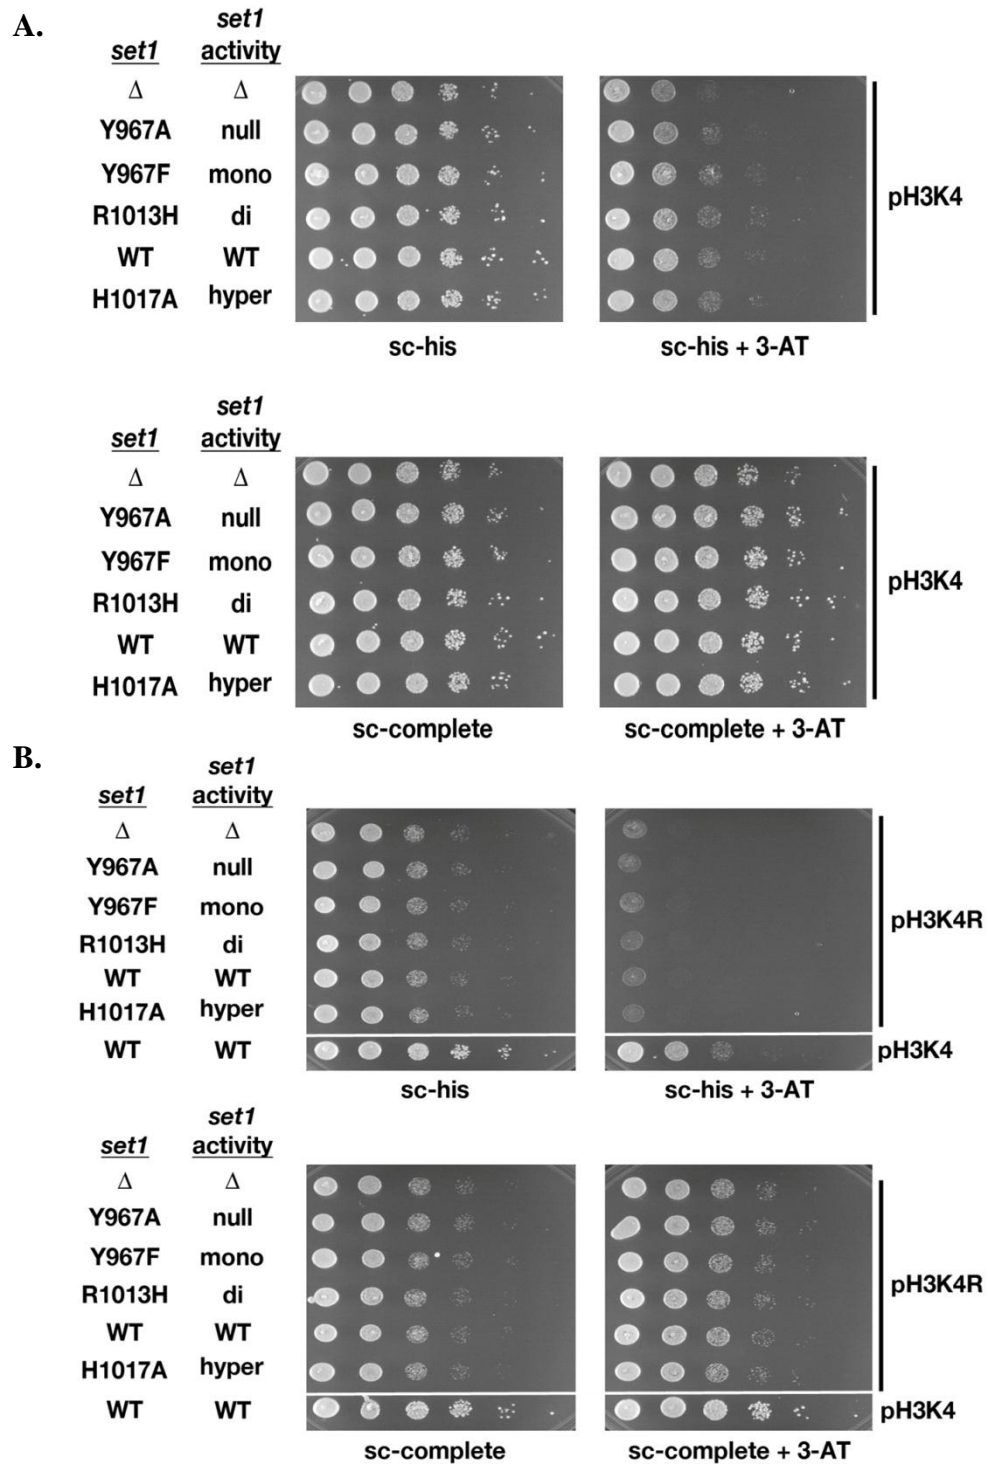 A.
set1
set1 activity
Δ Δ
Y967A null
Y967F mono
R1013H di
WT WT
H1017A hyper
pH3K4
sc-his sc-his + 3-AT
set1
set1 activity
Δ Δ
Y967A null
Y967F mono
R1013H di
WT WT
H1017A hyper
pH3K4
sc-complete sc-complete + 3-AT
B.
set1
set1 activity
Δ Δ
Y967A null
Y967F mono
R1013H di
WT WT
H1017A hyper
pH3K4R
WT WT pH3K4
sc-his sc-his + 3-AT
set1
set1 activity
Δ Δ
Y967A null
Y967F mono
R1013H di
WT WT
H1017A hyper
pH3K4R
WT WT pH3K4
sc-complete sc-complete + 3-AT